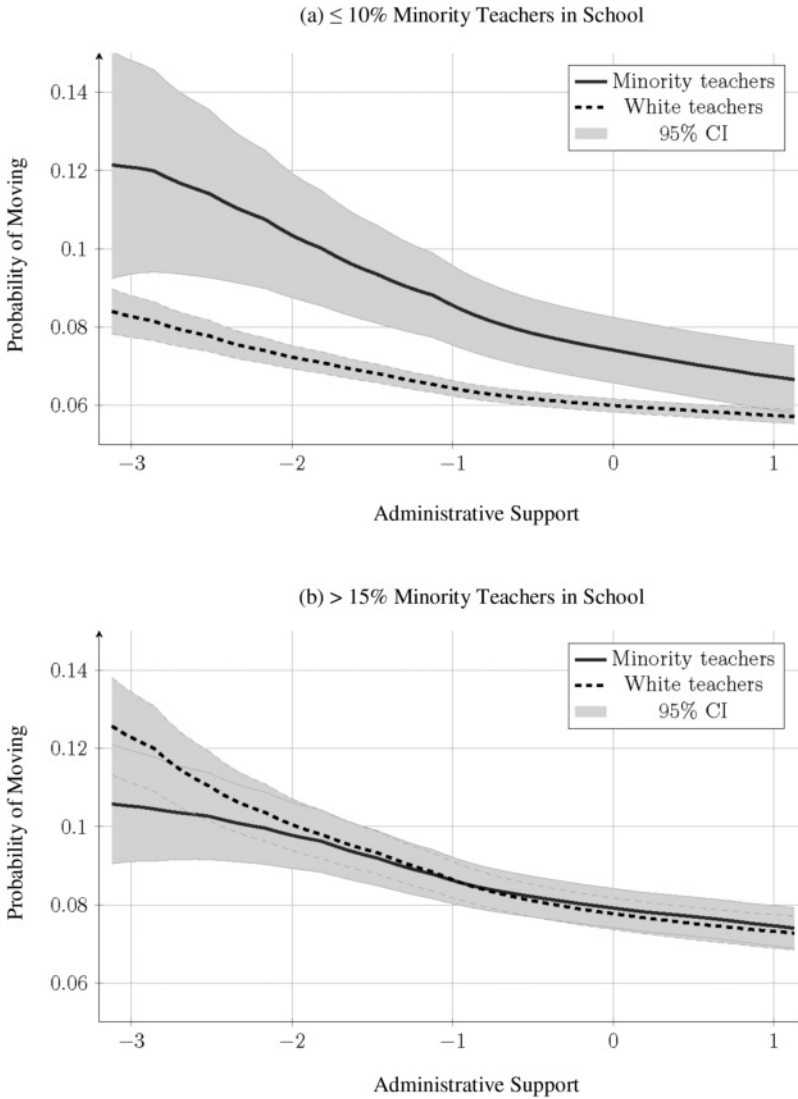 (a) ≤ 10% Minority Teachers in School
Minority teachers
White teachers
95% CI
Probability of Moving
0.14
0.12
0.1
0.08
0.06
−3 −2 −1 0 1
Administrative Support
(b) > 15% Minority Teachers in School
Minority teachers
White teachers
95% CI
Probability of Moving
0.14
0.12
0.1
0.08
0.06
−3 −2 −1 0 1
Administrative Support